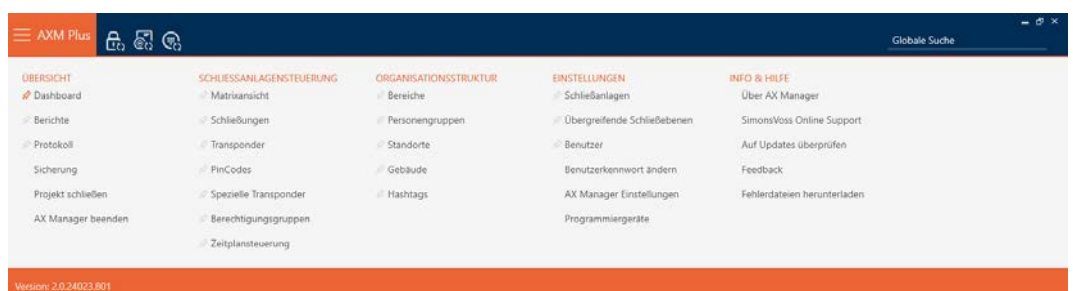 AXM Plus
Globale Suche
ÜBERSICHT
Dashboard
Berichte
Protokoll
Sicherung
Projekt schließen
AX Manager beenden
SCHLIESSANLAGENSTEUERUNG
Matrixansicht
Schließungen
Transponder
PinCodes
Spezielle Transponder
Berechtigungsgruppen
Zeitplansteuerung
ORGANISATIONSSTRUKTUR
Bereiche
Personengruppen
Standorte
Gebäude
Hashtags
EINSTELLUNGEN
Schließanlagen
Übergreifende Schließebenen
Benutzer
Benutzerkennwort ändern
AX Manager Einstellungen
Programmiergeräte
INFO & HILFE
Über AX Manager
SimonsVoss Online Support
Auf Updates überprüfen
Feedback
Fehlerdateien herunterladen
Version: 2.0.24023.801